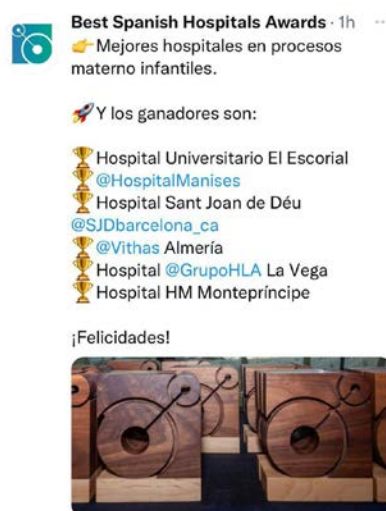 Best Spanish Hospitals Awards · 1h
👉Mejores hospitales en procesos
materno infantiles.
🚀Y los ganadores son:
🏆Hospital Universitario El Escorial
🏆@HospitalManises
🏆Hospital Sant Joan de Déu
@SJDbarcelona_ca
🏆@Vithas Almería
🏆Hospital @GrupoHLA La Vega
🏆Hospital HM Montepríncipe
¡Felicidades!